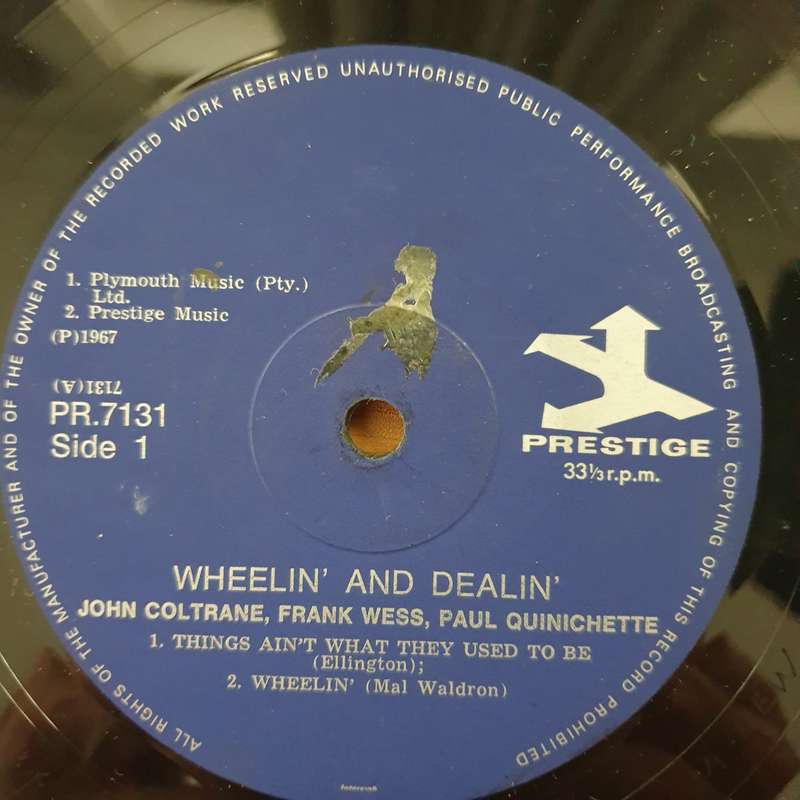 ALL RIGHTS OF THE MANUFACTURER AND OF THE OWNER OF THE RECORDED WORK RESERVED UNAUTHORISED PUBLIC PERFORMANCE BROADCASTING AND COPYING OF THIS RECORD PROHIBITED
1. Plymouth Music (Pty.)
Ltd.
2. Prestige Music
(P)1967
7131(A)
PR.7131
Side 1
PRESTIGE
33⅓ r.p.m.
WHEELIN' AND DEALIN'
JOHN COLTRANE, FRANK WESS, PAUL QUINICHETTE
1. THINGS AIN'T WHAT THEY USED TO BE
(Ellington);
2. WHEELIN' (Mal Waldron)